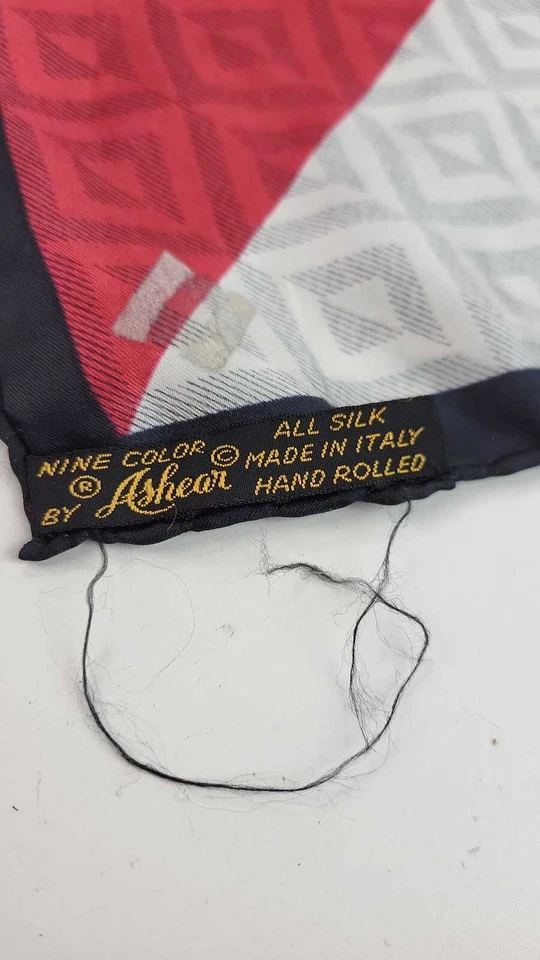 NINE COLOR ©
® Ashear
BY
ALL SILK
MADE IN ITALY
HAND ROLLED